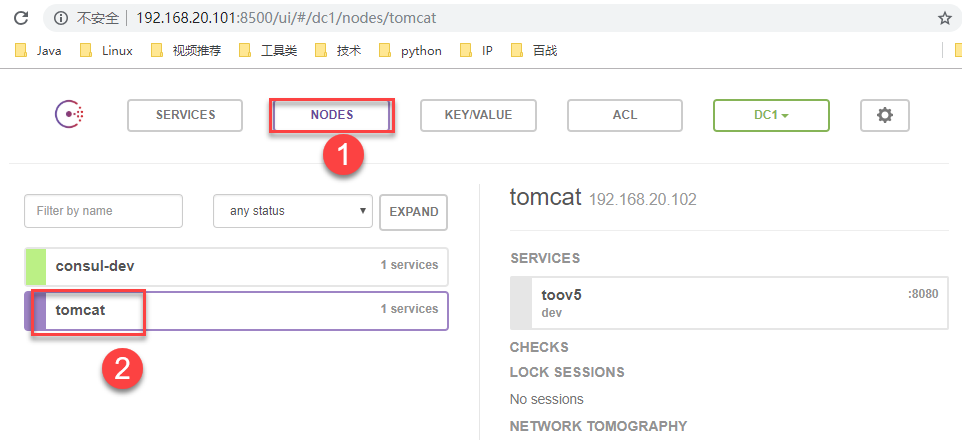 不安全 | 192.168.20.101:8500/ui/#/dc1/nodes/tomcat
Java Linux 视频推荐 工具类 技术 python IP 百战
SERVICES NODES KEY/VALUE ACL DC1
1
Filter by name any status EXPAND
consul-dev 1 services
tomcat 1 services
2
tomcat 192.168.20.102
SERVICES
toov5 :8080
dev
CHECKS
LOCK SESSIONS
No sessions
NETWORK TOMOGRAPHY